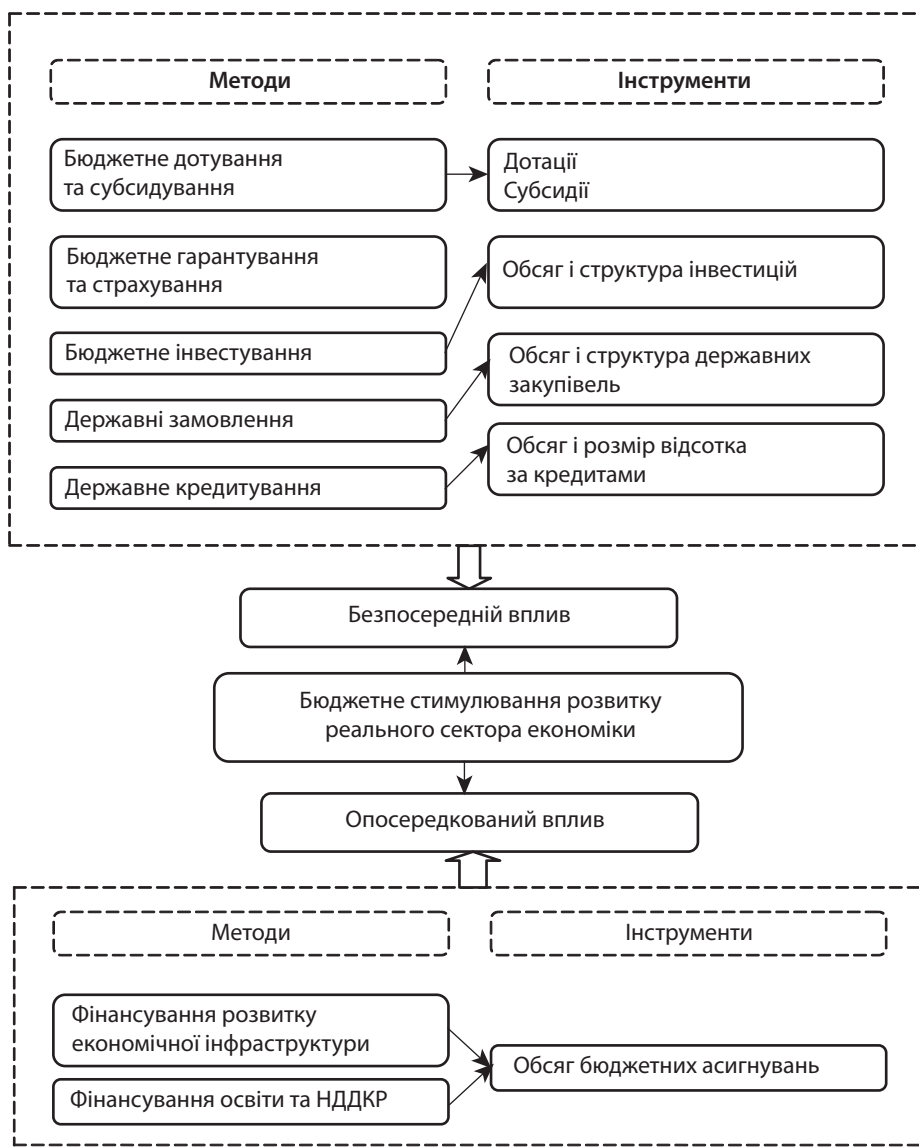 Методи
Інструменти
Бюджетне дотування
та субсидування
Дотації
Субсидії
Бюджетне гарантування
та страхування
Обсяг і структура інвестицій
Бюджетне інвестування
Обсяг і структура державних
закупівель
Державні замовлення
Обсяг і розмір відсотка
за кредитами
Державне кредитування
Безпосередній вплив
Бюджетне стимулювання розвитку
реального сектора економіки
Опосередкований вплив
Методи
Інструменти
Фінансування розвитку
економічної інфраструктури
Обсяг бюджетних асигнувань
Фінансування освіти та НДДКР